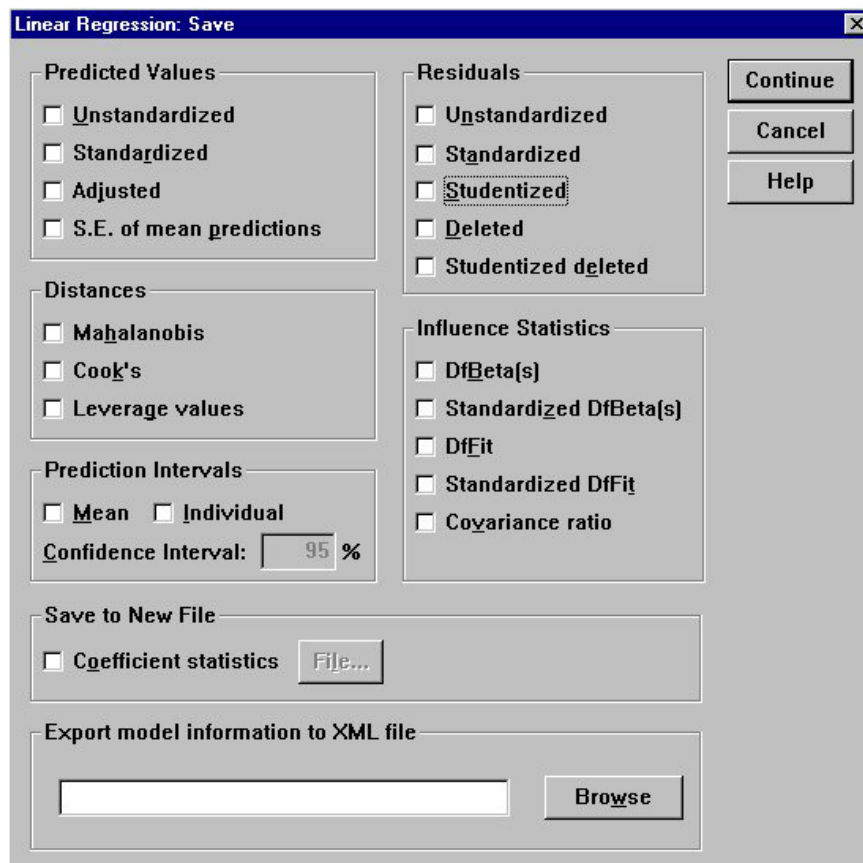 Linear Regression: Save
Predicted Values
Unstandardized
Standardized
Adjusted
S.E. of mean predictions
Distances
Mahalanobis
Cook's
Leverage values
Prediction Intervals
Mean Individual
Confidence Interval: 95 %
Residuals
Unstandardized
Standardized
Studentized
Deleted
Studentized deleted
Influence Statistics
DfBeta(s)
Standardized DfBeta(s)
DfFit
Standardized DfFit
Covariance ratio
Continue
Cancel
Help
Save to New File
Coefficient statistics File...
Export model information to XML file
Browse